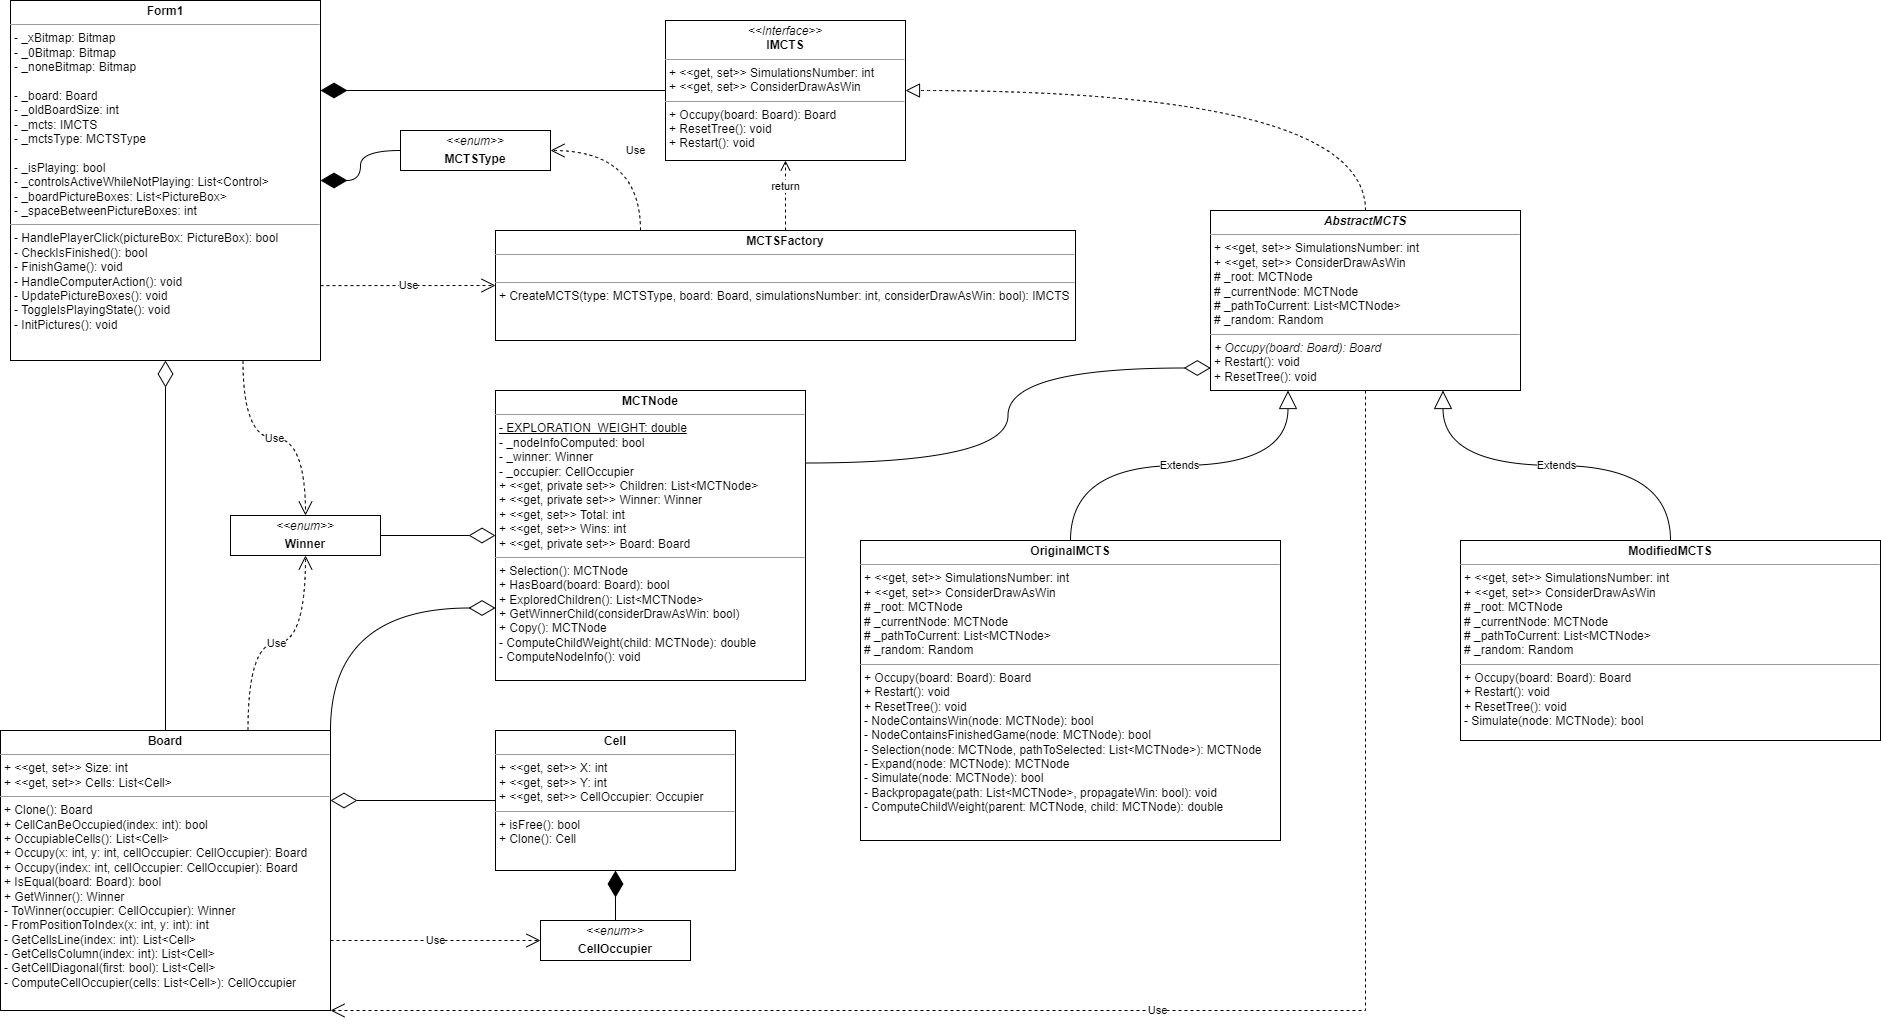 Form1
- _xBitmap: Bitmap
- _0Bitmap: Bitmap
- _noneBitmap: Bitmap
- _board: Board
- _oldBoardSize: int
- _mcts: IMCTS
- _mctsType: MCTSType
- _isPlaying: bool
- _controlsActiveWhileNotPlaying: List<Control>
- _boardPictureBoxes: List<PictureBox>
- _spaceBetweenPictureBoxes: int
- HandlePlayerClick(pictureBox: PictureBox): bool
- CheckIsFinished(): bool
- FinishGame(): void
- HandleComputerAction(): void
- UpdatePictureBoxes(): void
- ToggleIsPlayingState(): void
- InitPictures(): void
<<enum>>
MCTSType
Use
<<Interface>>
IMCTS
+ <<get, set>> SimulationsNumber: int
+ <<get, set>> ConsiderDrawAsWin
+ Occupy(board: Board): Board
+ ResetTree(): void
+ Restart(): void
return
Use
MCTSFactory
+ CreateMCTS(type: MCTSType, board: Board, simulationsNumber: int, considerDrawAsWin: bool): IMCTS
AbstractMCTS
+ <<get, set>> SimulationsNumber: int
+ <<get, set>> ConsiderDrawAsWin
# _root: MCTNode
# _currentNode: MCTNode
# _pathToCurrent: List<MCTNode>
# _random: Random
+ Occupy(board: Board): Board
+ Restart(): void
+ ResetTree(): void
Use
<<enum>>
Winner
Use
MCTNode
- EXPLORATION_WEIGHT: double
- _nodeInfoComputed: bool
- _winner: Winner
- _occupier: CellOccupier
+ <<get, private set>> Children: List<MCTNode>
+ <<get, private set>> Winner: Winner
+ <<get, set>> Total: int
+ <<get, set>> Wins: int
+ <<get, private set>> Board: Board
+ Selection(): MCTNode
+ HasBoard(board: Board): bool
+ ExploredChildren(): List<MCTNode>
+ GetWinnerChild(considerDrawAsWin: bool)
+ Copy(): MCTNode
- ComputeChildWeight(child: MCTNode): double
- ComputeNodeInfo(): void
Extends
Extends
OriginalMCTS
+ <<get, set>> SimulationsNumber: int
+ <<get, set>> ConsiderDrawAsWin
# _root: MCTNode
# _currentNode: MCTNode
# _pathToCurrent: List<MCTNode>
# _random: Random
+ Occupy(board: Board): Board
+ Restart(): void
+ ResetTree(): void
- NodeContainsWin(node: MCTNode): bool
- NodeContainsFinishedGame(node: MCTNode): bool
- Selection(node: MCTNode, pathToSelected: List<MCTNode>): MCTNode
- Expand(node: MCTNode): MCTNode
- Simulate(node: MCTNode): bool
- Backpropagate(path: List<MCTNode>, propagateWin: bool): void
- ComputeChildWeight(parent: MCTNode, child: MCTNode): double
ModifiedMCTS
+ <<get, set>> SimulationsNumber: int
+ <<get, set>> ConsiderDrawAsWin
# _root: MCTNode
# _currentNode: MCTNode
# _pathToCurrent: List<MCTNode>
# _random: Random
+ Occupy(board: Board): Board
+ Restart(): void
+ ResetTree(): void
- Simulate(node: MCTNode): bool
Board
+ <<get, set>> Size: int
+ <<get, set>> Cells: List<Cell>
+ Clone(): Board
+ CellCanBeOccupied(index: int): bool
+ OccupiableCells(): List<Cell>
+ Occupy(x: int, y: int, cellOccupier: CellOccupier): Board
+ Occupy(index: int, cellOccupier: CellOccupier): Board
+ IsEqual(board: Board): bool
+ GetWinner(): Winner
- ToWinner(occupier: CellOccupier): Winner
- FromPositionToIndex(x: int, y: int): int
- GetCellsLine(index: int): List<Cell>
- GetCellsColumn(index: int): List<Cell>
- GetCellDiagonal(first: bool): List<Cell>
- ComputeCellOccupier(cells: List<Cell>): CellOccupier
Cell
+ <<get, set>> X: int
+ <<get, set>> Y: int
+ <<get, set>> CellOccupier: Occupier
+ isFree(): bool
+ Clone(): Cell
Use
<<enum>>
CellOccupier
Use